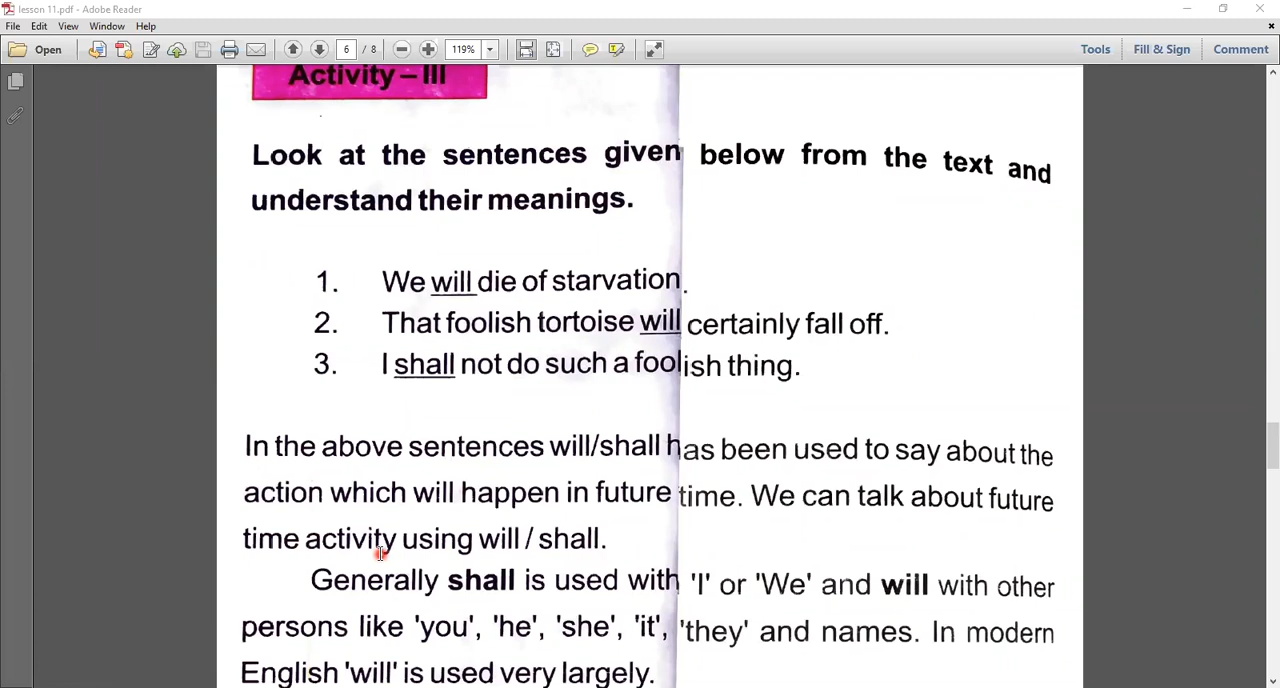 lesson 11.pdf - Adobe Reader
File Edit View Window Help
Open 6 / 8 119% Tools Fill & Sign Comment
Activity – III
Look at the sentences given below from the text and
understand their meanings.
1. We will die of starvation.
2. That foolish tortoise will certainly fall off.
3. I shall not do such a foolish thing.
In the above sentences will/shall has been used to say about the
action which will happen in future time. We can talk about future
time activity using will / shall.
Generally shall is used with 'I' or 'We' and will with other
persons like 'you', 'he', 'she', 'it', 'they' and names. In modern
English 'will' is used very largely.